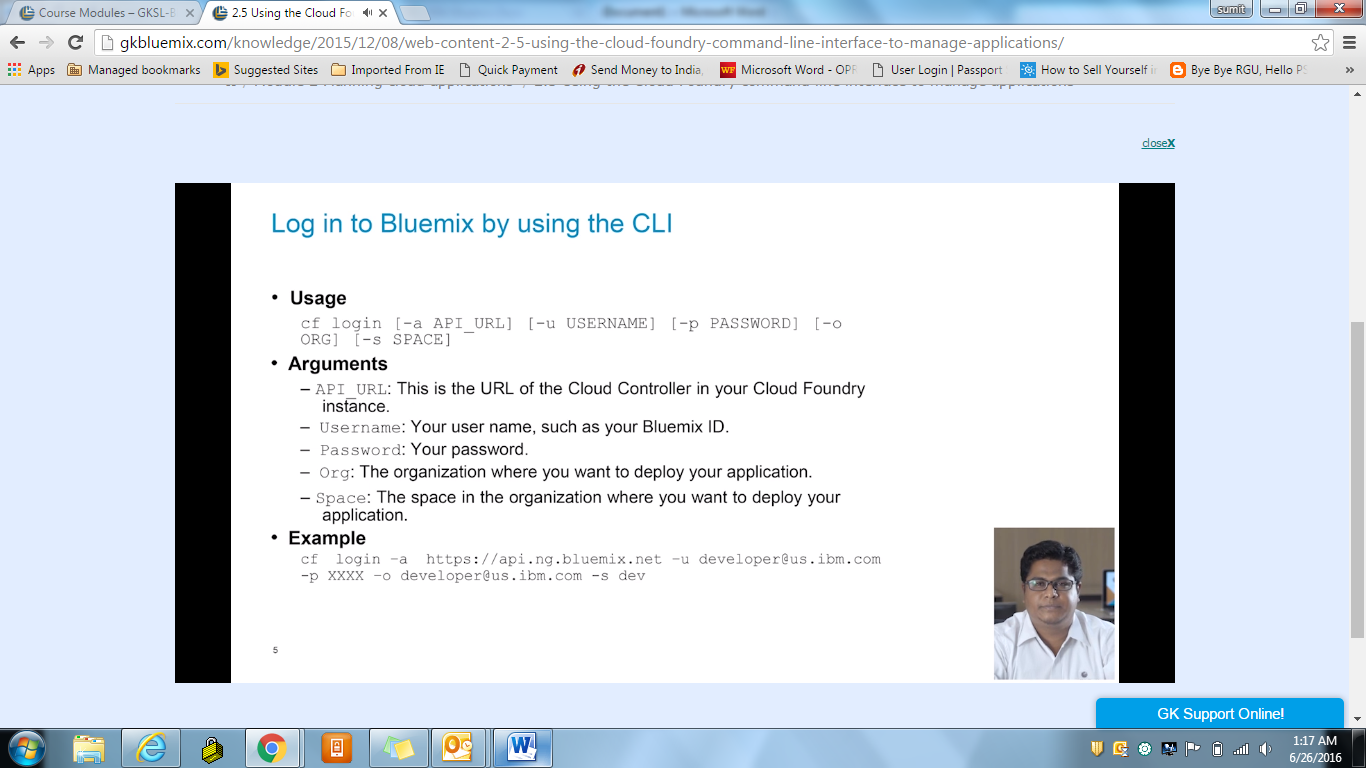 Course Modules – GKSL-B
2.5 Using the Cloud Fo
sumit
gkbluemix.com/knowledge/2015/12/08/web-content-2-5-using-the-cloud-foundry-command-line-interface-to-manage-applications/
Apps Managed bookmarks Suggested Sites Imported From IE Quick Payment Send Money to India, Microsoft Word - OPR User Login | Passport How to Sell Yourself i Bye Bye RGU, Hello PS
closeX
Log in to Bluemix by using the CLI
• Usage
cf login [-a API_URL] [-u USERNAME] [-p PASSWORD] [-o
ORG] [-s SPACE]
• Arguments
– API_URL: This is the URL of the Cloud Controller in your Cloud Foundry
instance.
– Username: Your user name, such as your Bluemix ID.
– Password: Your password.
– Org: The organization where you want to deploy your application.
– Space: The space in the organization where you want to deploy your
application.
• Example
cf login –a https://api.ng.bluemix.net –u developer@us.ibm.com
-p XXXX –o developer@us.ibm.com -s dev
5
GK Support Online!
1:17 AM
6/26/2016